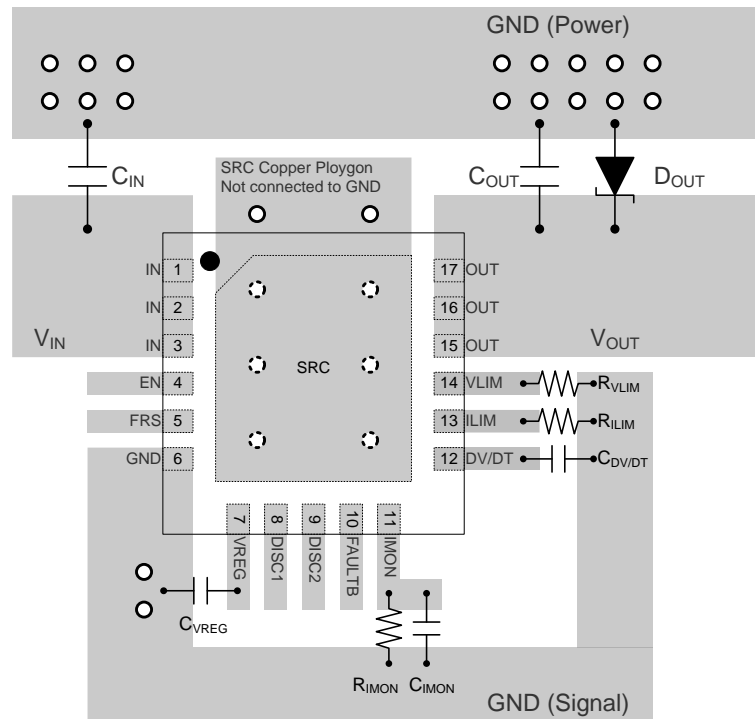 GND (Power)
SRC Copper Ploygon
Not connected to GND
CIN
COUT
DOUT
IN 1
17 OUT
IN 2
16 OUT
IN 3
15 OUT
VIN
SRC
VOUT
EN 4
14 VLIM
RVLIM
FRS 5
13 ILIM
RILIM
GND 6
12 DV/DT
CDV/DT
7 VREG
8 DISC1
9 DISC2
10 FAULTB
11 IMON
CVREG
RIMON
CIMON
GND (Signal)